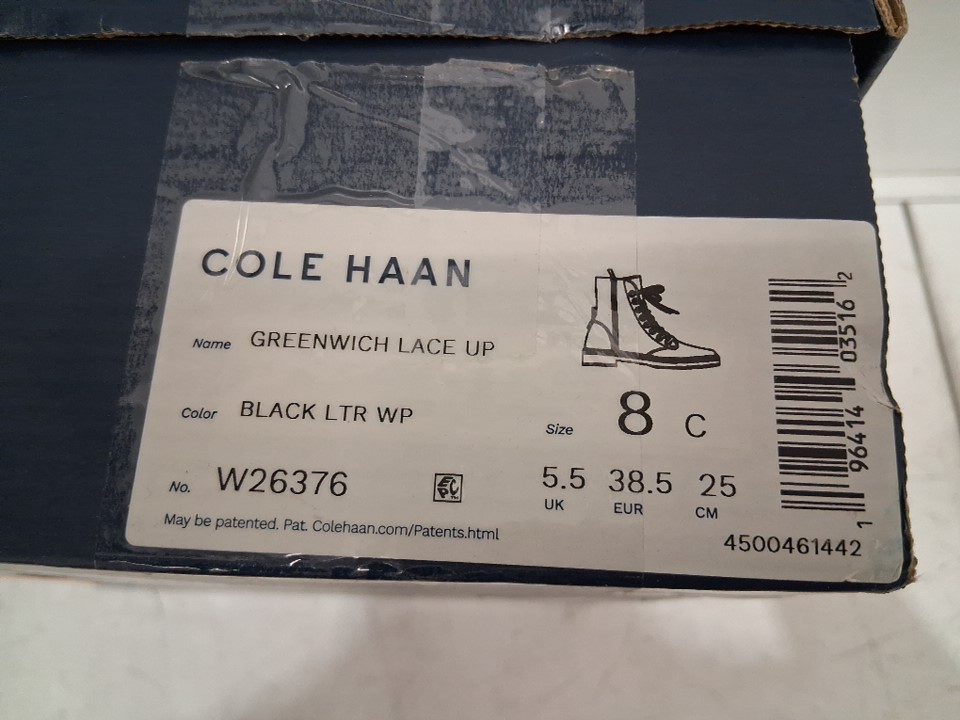 COLE HAAN
Name GREENWICH LACE UP
Color BLACK LTR WP
Size 8 C
No. W26376
EPC
5.5 38.5 25
UK EUR CM
May be patented. Pat. Colehaan.com/Patents.html
4500461442
1 96414 03516 2